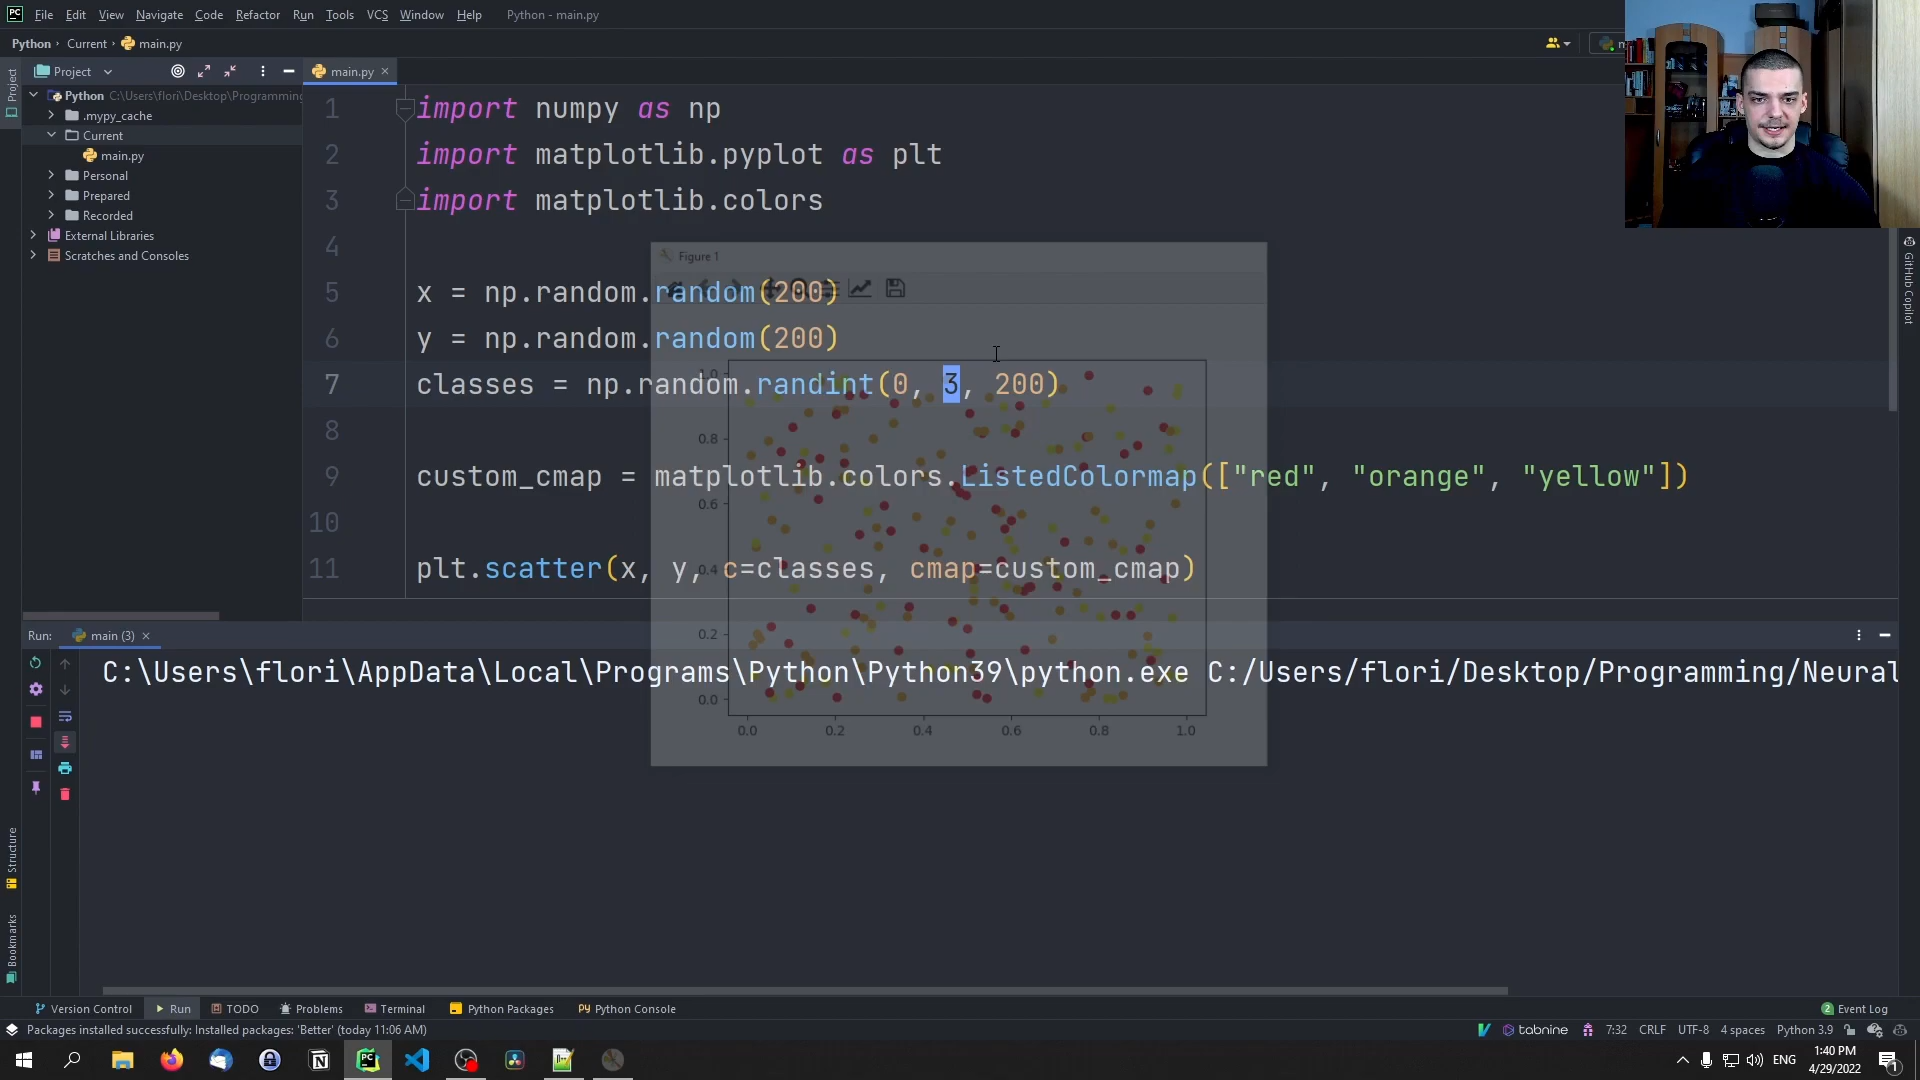 File Edit View Navigate Code Refactor Run Tools VCS Window Help Python - main.py
Python › Current › main.py
Project
main.py
Python C:\Users\flori\Desktop\Programming
.mypy_cache
Current
main.py
Personal
Prepared
Recorded
External Libraries
Scratches and Consoles
Project
Structure
Bookmarks
GitHub Copilot
1 import numpy as np
2 import matplotlib.pyplot as plt
3 import matplotlib.colors
4
5 x = np.random.random(200)
6 y = np.random.random(200)
7 classes = np.random.randint(0, 3, 200)
8
9 custom_cmap = matplotlib.colors.ListedColormap(["red", "orange", "yellow"])
10
11 plt.scatter(x, y, c=classes, cmap=custom_cmap)
Figure 1
1.0
0.8
0.6
0.4
0.2
0.0
0.0 0.2 0.4 0.6 0.8 1.0
Run: main (3)
C:\Users\flori\AppData\Local\Programs\Python\Python39\python.exe C:/Users/flori/Desktop/Programming/Neural
Version Control Run TODO Problems Terminal Python Packages Python Console 2 Event Log
Packages installed successfully: Installed packages: 'Better' (today 11:06 AM) tabnine 7:32 CRLF UTF-8 4 spaces Python 3.9
ENG 1:40 PM
4/29/2022
1